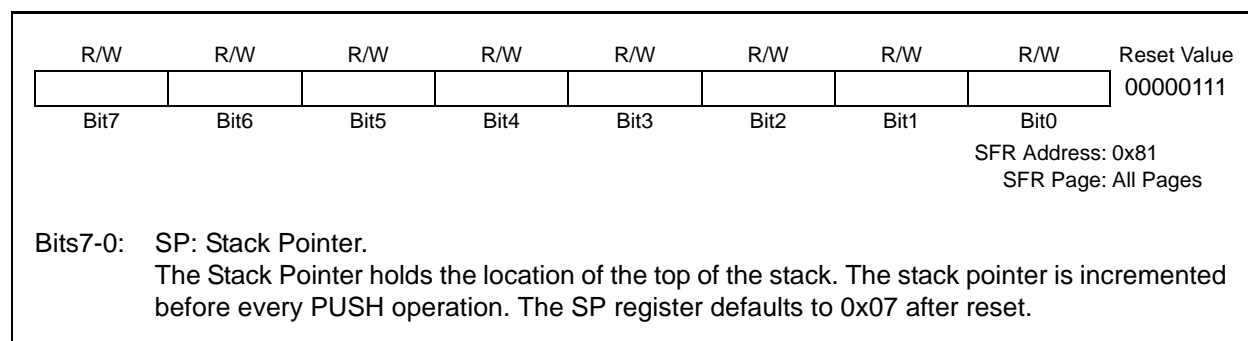 R/W R/W R/W R/W R/W R/W R/W R/W Reset Value
00000111
Bit7 Bit6 Bit5 Bit4 Bit3 Bit2 Bit1 Bit0
SFR Address: 0x81
SFR Page: All Pages
Bits7-0: SP: Stack Pointer.
The Stack Pointer holds the location of the top of the stack. The stack pointer is incremented
before every PUSH operation. The SP register defaults to 0x07 after reset.